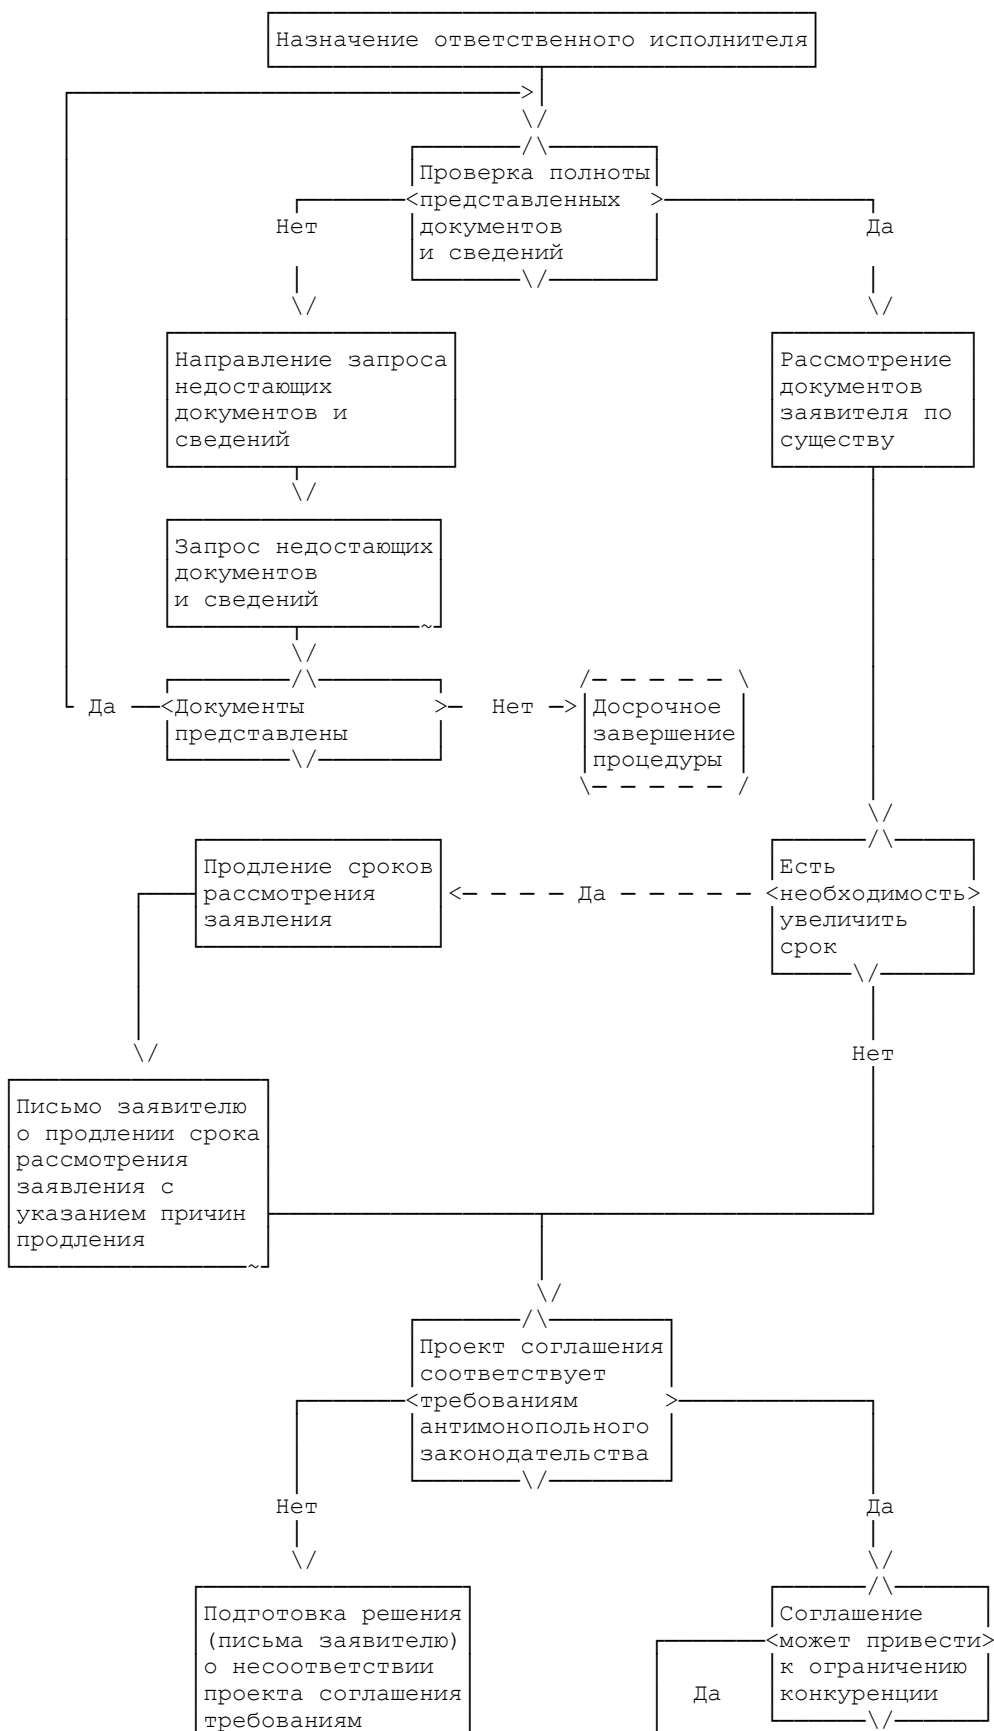 Назначение ответственного исполнителя
Проверка полноты
представленных
документов
и сведений
Нет
Да
Направление запроса
недостающих
документов и
сведений
Рассмотрение
документов
заявителя по
существу
Запрос недостающих
документов
и сведений
Да
Документы
представлены
Нет
Досрочное
завершение
процедуры
Продление сроков
рассмотрения
заявления
Да
Есть
необходимость
увеличить
срок
Нет
Письмо заявителю
о продлении срока
рассмотрения
заявления с
указанием причин
продления
Проект соглашения
соответствует
требованиям
антимонопольного
законодательства
Нет
Да
Подготовка решения
(письма заявителю)
о несоответствии
проекта соглашения
требованиям
Да
Соглашение
может привести
к ограничению
конкуренции